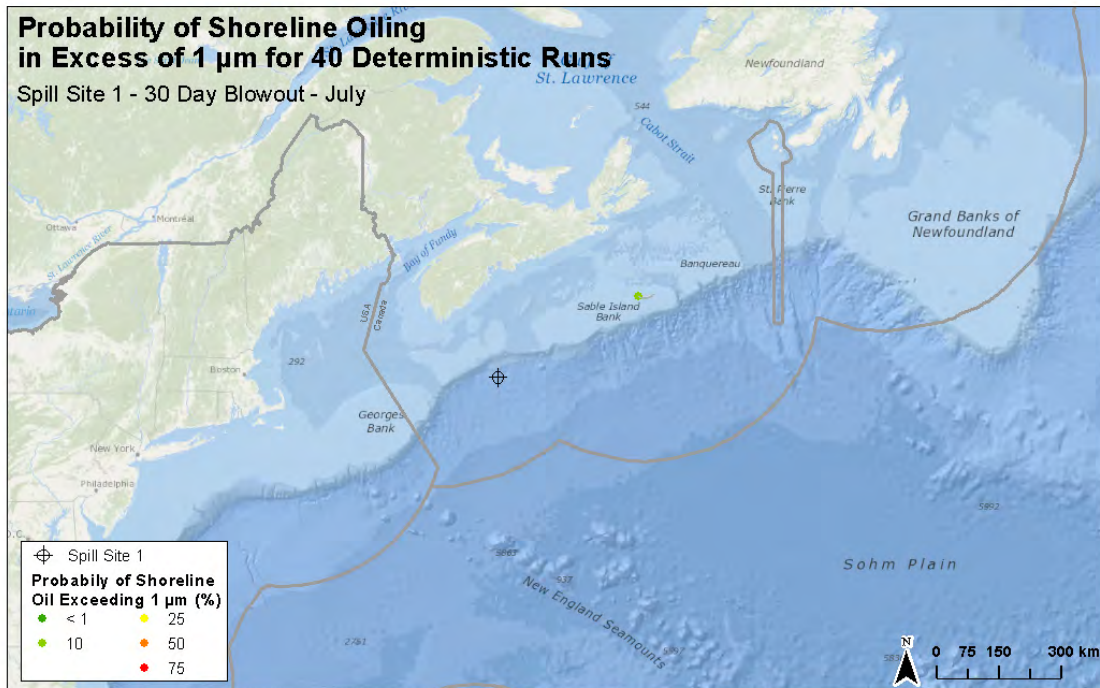 Probability of Shoreline Oiling
in Excess of 1 µm for 40 Deterministic Runs
Spill Site 1 - 30 Day Blowout - July
St. Lawrence
Newfoundland
544
Cabot Strait
St. Pierre
Bank
Grand Banks of
Newfoundland
Ottawa
Montréal
St. Lawrence River
Bay of Fundy
Banquereau
USA
Canada
Sable Island
Bank
292
Boston
Georges
Bank
New York
Philadelphia
5992
5063
937
Sohm Plain
New England Seamounts
2761
Spill Site 1
Probabily of Shoreline
Oil Exceeding 1 µm (%)
< 1
25
10
50
75
N
0 75 150 300 km